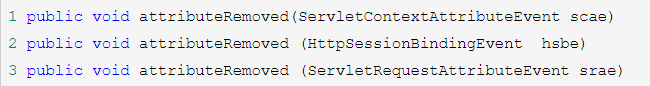 1 public void attributeRemoved(ServletContextAttributeEvent scae)
2 public void attributeRemoved (HttpSessionBindingEvent  hsbe)
3 public void attributeRemoved (ServletRequestAttributeEvent srae)